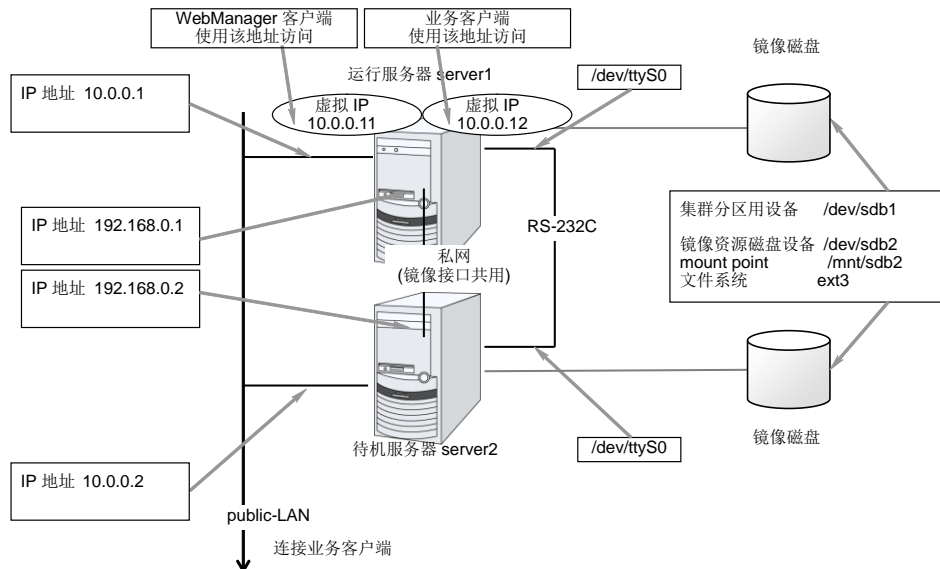 WebManager 客户端
使用该地址访问
业务客户端
使用该地址访问
镜像磁盘
运行服务器 server1
/dev/ttyS0
IP 地址 10.0.0.1
虚拟 IP
10.0.0.11
虚拟 IP
10.0.0.12
IP 地址 192.168.0.1
RS-232C
集群分区用设备 /dev/sdb1
镜像资源磁盘设备 /dev/sdb2
mount point /mnt/sdb2
文件系统 ext3
私网
(镜像接口共用)
IP 地址 192.168.0.2
待机服务器 server2
/dev/ttyS0
镜像磁盘
IP 地址 10.0.0.2
public-LAN
连接业务客户端